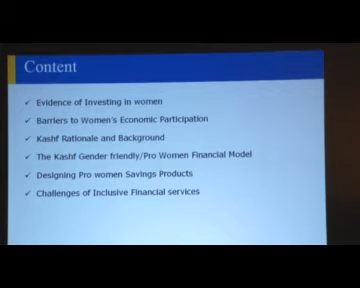 Content
✓ Evidence of Investing in women
✓ Barriers to Women's Economic Participation
✓ Kashf Rationale and Background
✓ The Kashf Gender friendly/Pro Women Financial Model
✓ Designing Pro women Savings Products
✓ Challenges of Inclusive Financial services